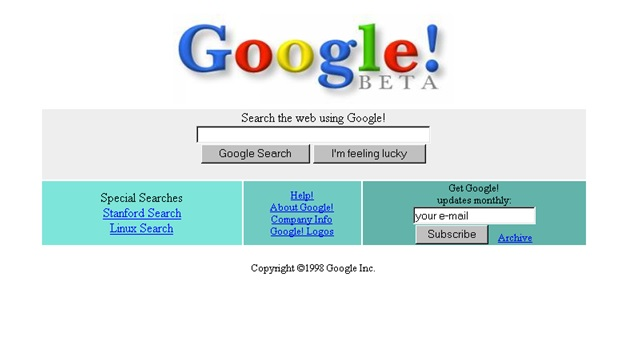 Google!
BETA
Search the web using Google!
Google Search
I'm feeling lucky
Special Searches
Stanford Search
Linux Search
Help!
About Google!
Company Info
Google! Logos
Get Google!
updates monthly:
your e-mail
Subscribe
Archive
Copyright ©1998 Google Inc.